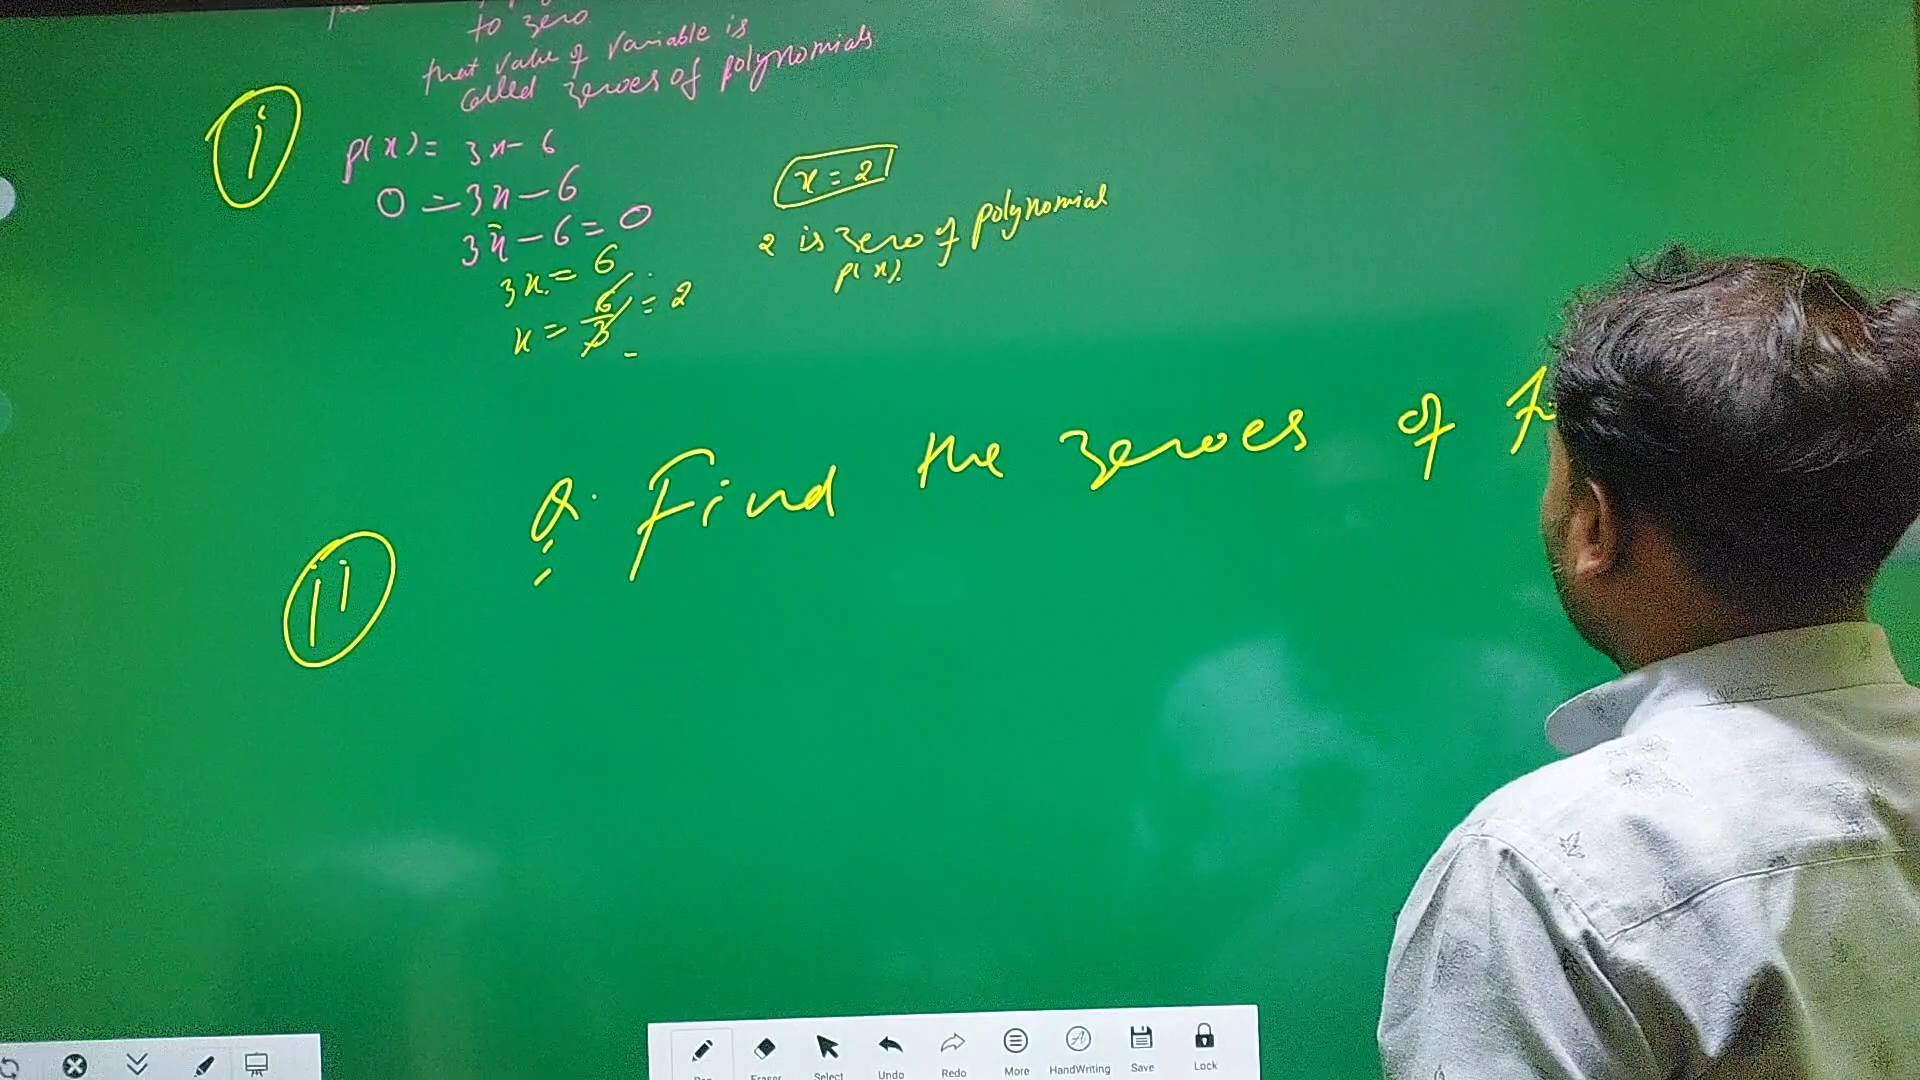 to zero.
that value of variable is
called zeroes of polynomials
i
p(x) = 3x - 6
0 = 3x - 6
3x - 6 = 0
3x = 6
x = 6/3 = 2
x = 2
2 is zero of polynomial
p(x).
ii
Q. Find the zeroes of
Eraser
Select
Undo
Redo
More
HandWriting
Save
Lock